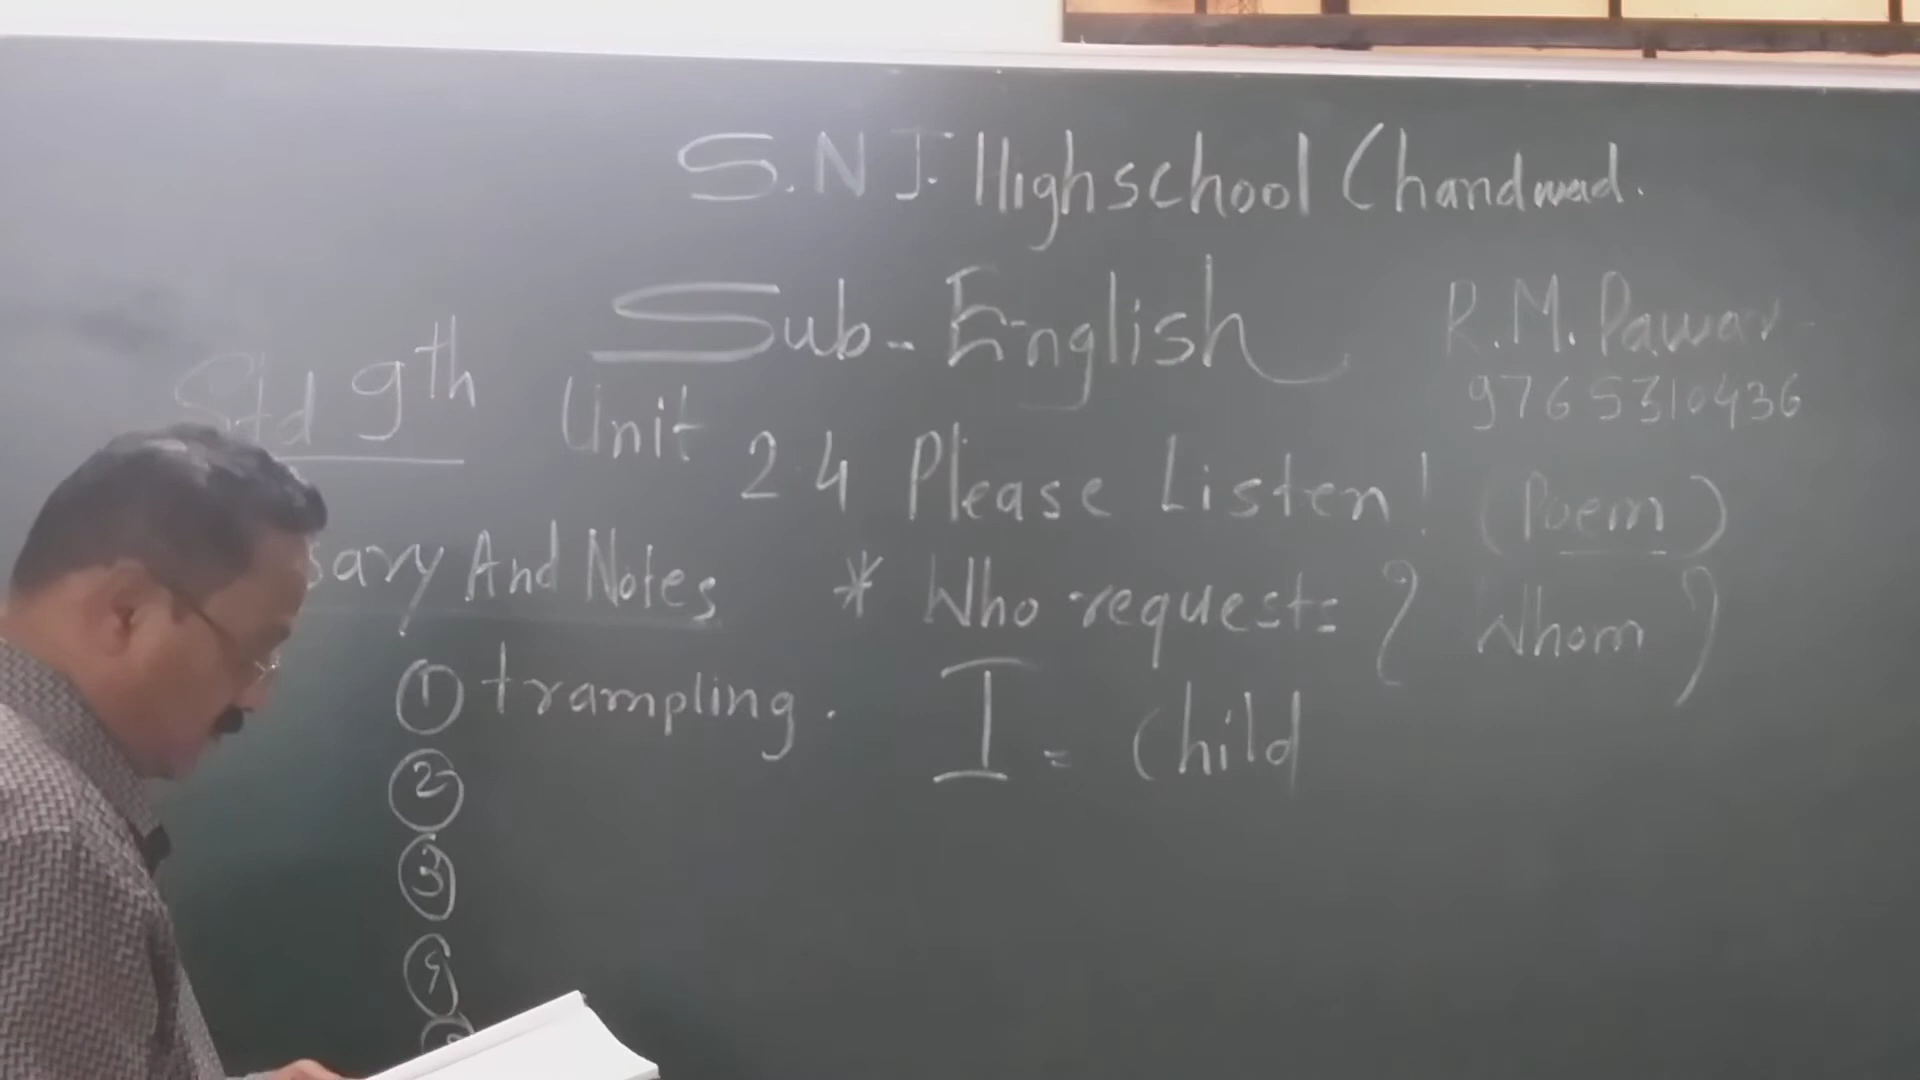 S.N J. Highschool Chandwad.
Sub-English
R.M. Pawar
9765310436
Std 9th
Unit 2.4 Please Listen! (Poem)
sary And Notes
* Who requests ? Whom ?
① trampling.
I = Child
②
③
④